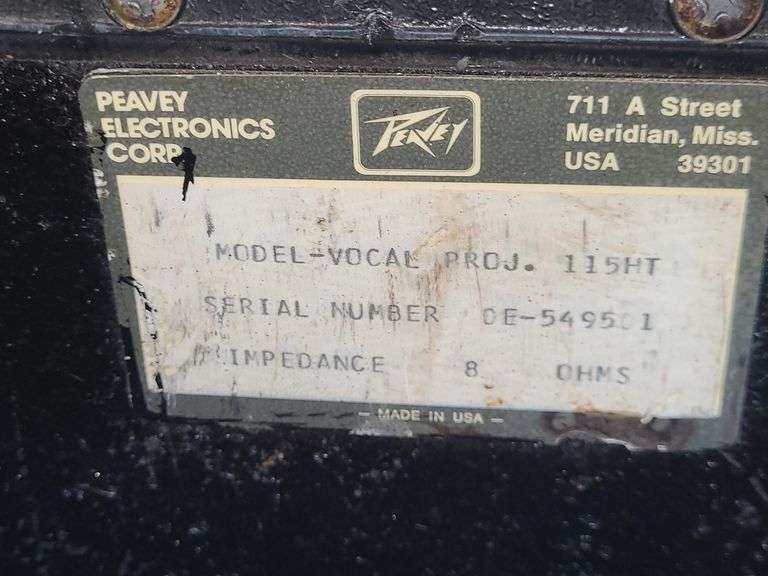 PEAVEY
ELECTRONICS
CORP.
PEAVEY
711 A Street
Meridian, Miss.
USA 39301
MODEL-VOCAL PROJ. 115HT
SERIAL NUMBER
IMPEDANCE 8 OHMS
— MADE IN USA —